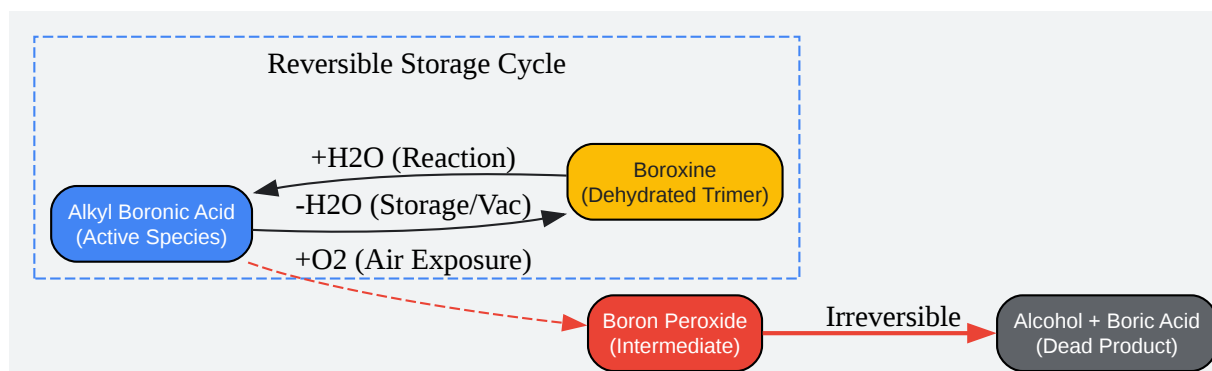 Reversible Storage Cycle
+H2O (Reaction)
Boroxine
(Dehydrated Trimer)
Alkyl Boronic Acid
(Active Species)
-H2O (Storage/Vac)
+O2 (Air Exposure)
Boron Peroxide
(Intermediate)
Irreversible
Alcohol + Boric Acid
(Dead Product)